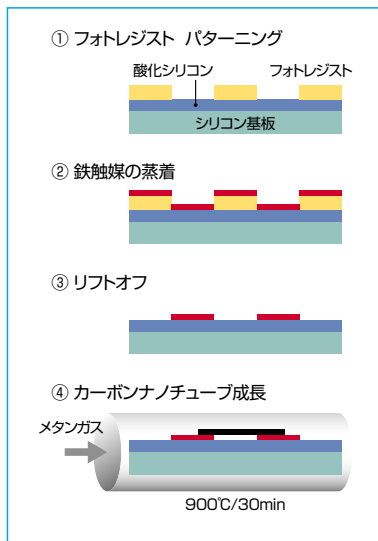 ① フォトレジスト パターニング
酸化シリコン
フォトレジスト
シリコン基板
② 鉄触媒の蒸着
③ リフトオフ
④ カーボンナノチューブ成長
メタンガス
900℃/30min